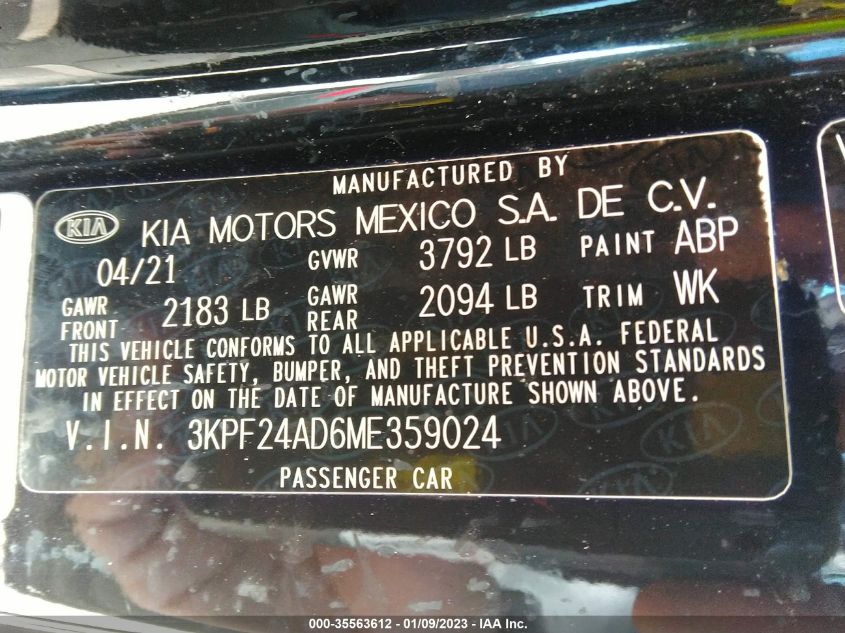 MANUFACTURED BY
KIA KIA MOTORS MEXICO S.A. DE C.V.
04/21 GVWR 3792 LB PAINT ABP
GAWR FRONT 2183 LB GAWR REAR 2094 LB TRIM WK
THIS VEHICLE CONFORMS TO ALL APPLICABLE U.S.A. FEDERAL
MOTOR VEHICLE SAFETY, BUMPER, AND THEFT PREVENTION STANDARDS
IN EFFECT ON THE DATE OF MANUFACTURE SHOWN ABOVE.
V.I.N. 3KPF24AD6ME359024
PASSENGER CAR
000-35563612 - 01/09/2023 - IAA Inc.